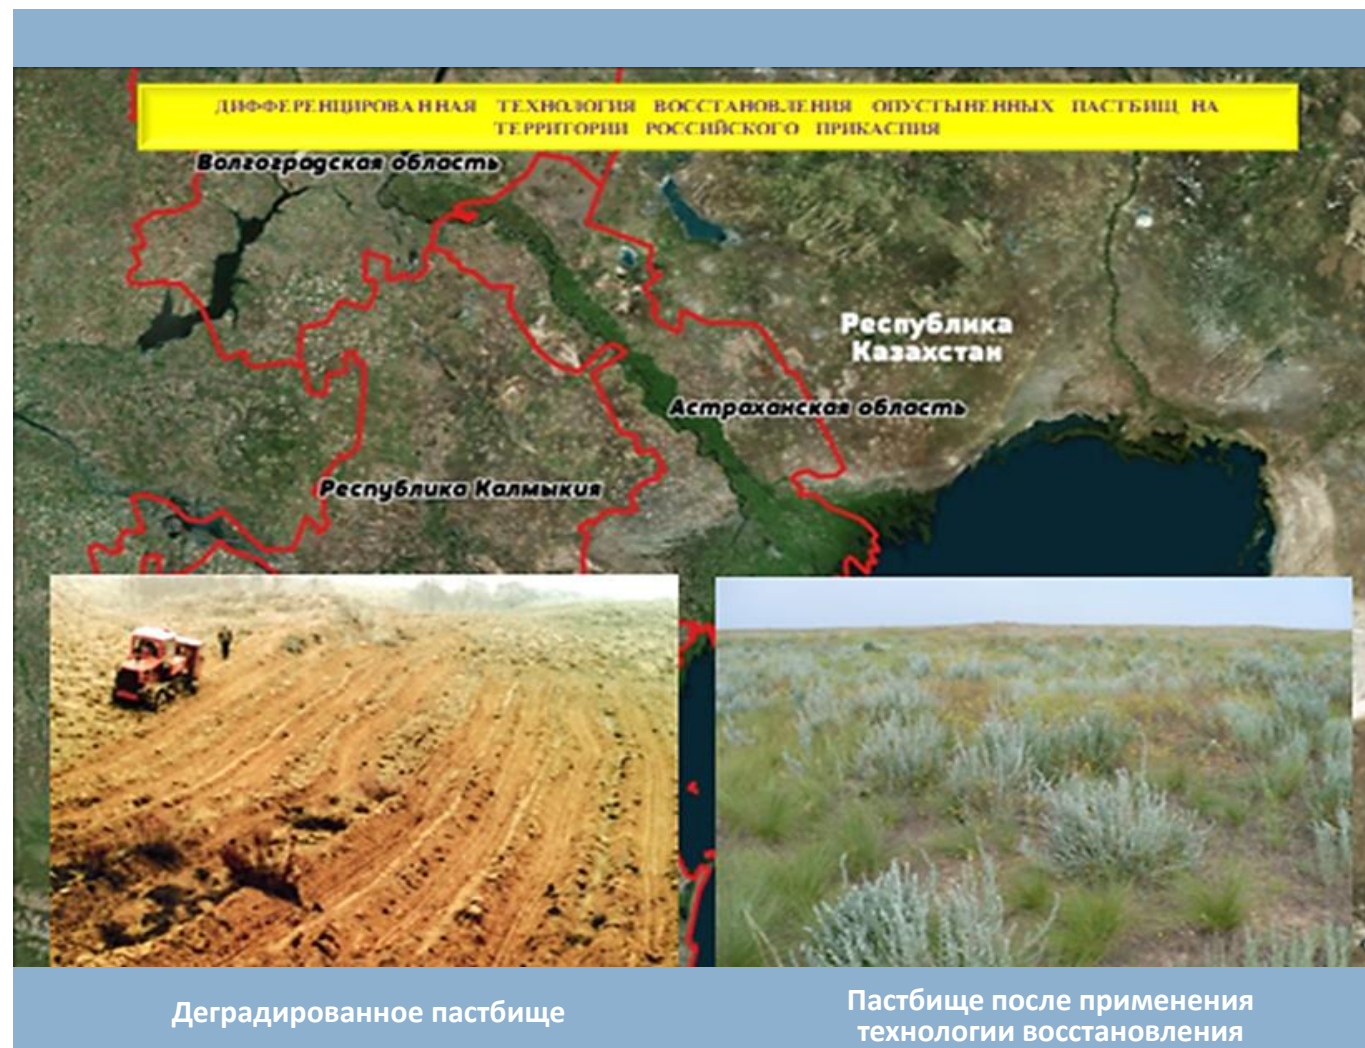 ДИФФЕРЕНЦИРОВАННАЯ ТЕХНОЛОГИЯ ВОССТАНОВЛЕНИЯ ОПУСТЫНЕННЫХ ПАСТБИЩ НА
ТЕРРИТОРИИ РОССИЙСКОГО ПРИКАСПИЯ
Волгоградская область
Республика
Казахстан
Астраханская область
Республика Калмыкия
Деградированное пастбище
Пастбище после применения
технологии восстановления